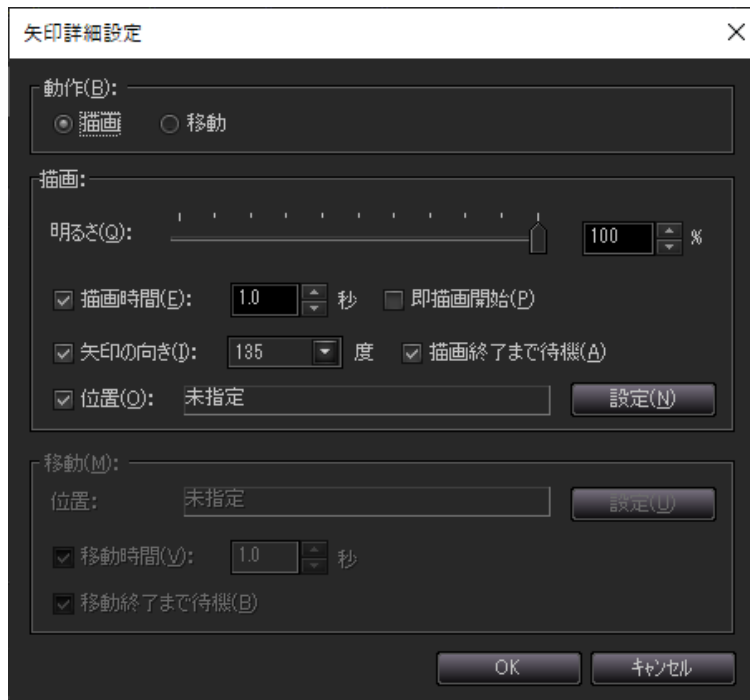 矢印詳細設定
動作(B):
描画 移動
描画:
明るさ(Q): 100 %
描画時間(E): 1.0 秒 即描画開始(P)
矢印の向き(I): 135 度 描画終了まで待機(A)
位置(O): 未指定 設定(N)
移動(M):
位置: 未指定 設定(U)
移動時間(V): 1.0 秒
移動終了まで待機(B)
OK キャンセル